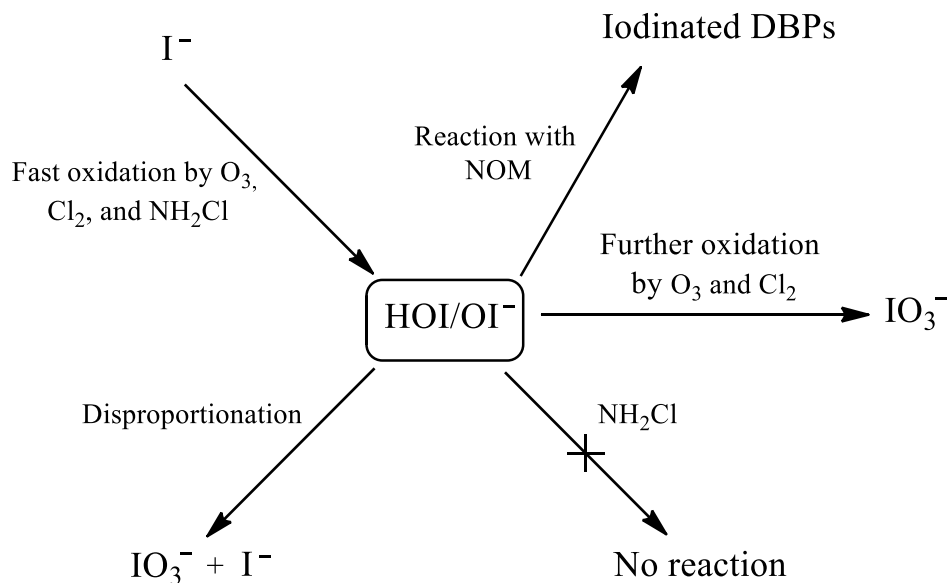 I⁻
Iodinated DBPs
Reaction with
NOM
Fast oxidation by O₃,
Cl₂, and NH₂Cl
Further oxidation
by O₃ and Cl₂
HOI/OI⁻
IO₃⁻
Disproportionation
NH₂Cl
IO₃⁻ + I⁻
No reaction